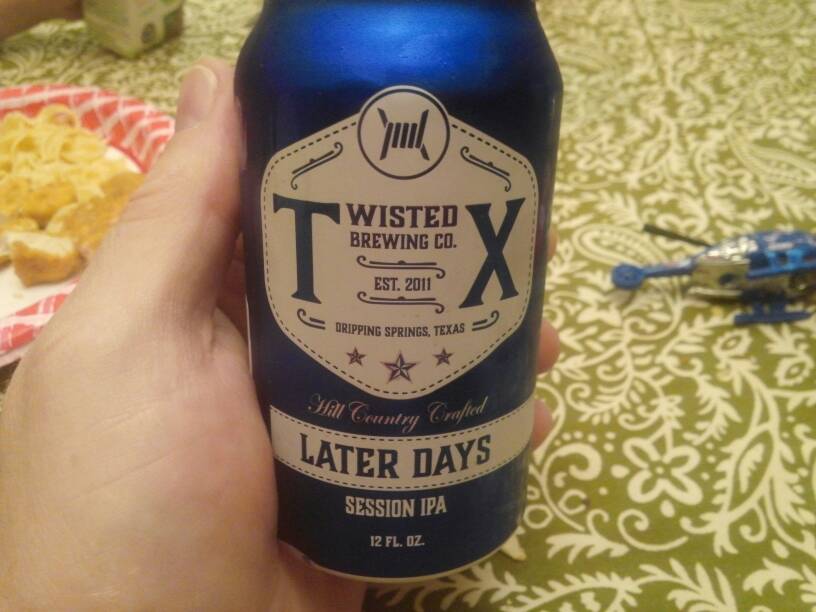 TWISTED X
BREWING CO.
EST. 2011
DRIPPING SPRINGS, TEXAS
Hill Country Crafted
LATER DAYS
SESSION IPA
12 FL. OZ.